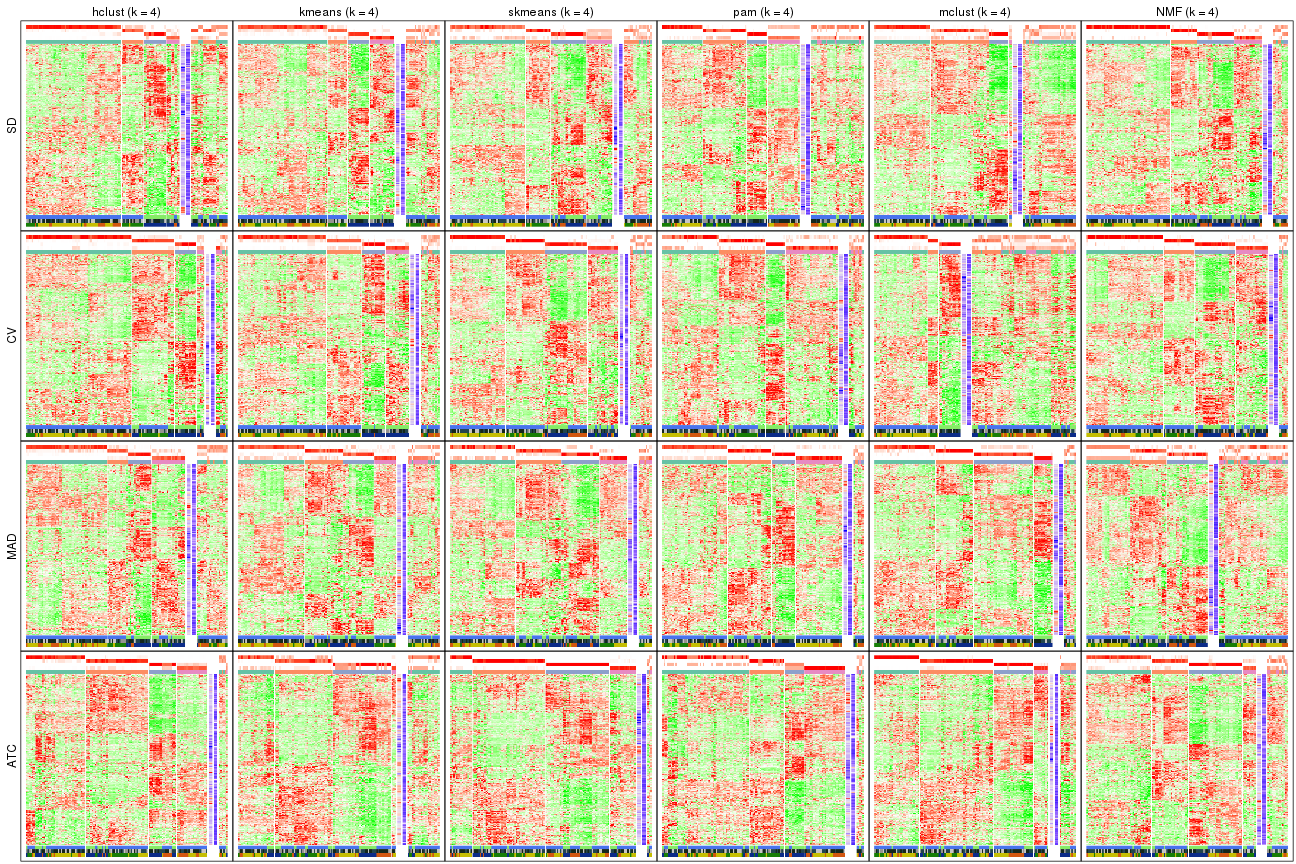 hclust (k = 4) kmeans (k = 4) skmeans (k = 4) pam (k = 4) mclust (k = 4) NMF (k = 4)
SD
CV
MAD
ATC